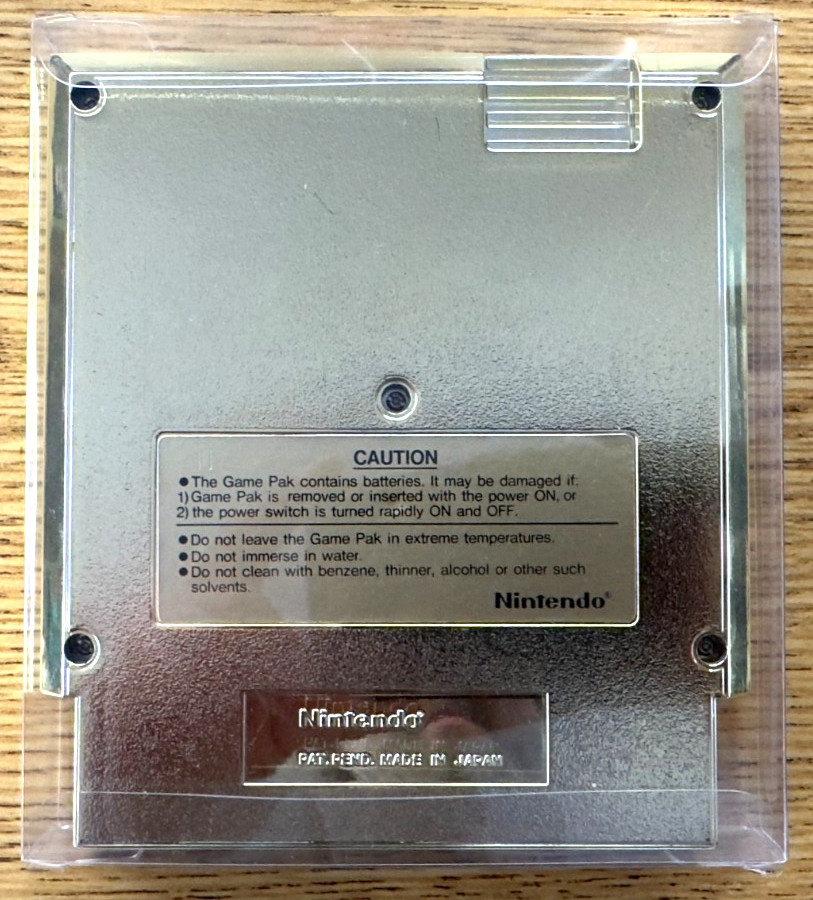 CAUTION
● The Game Pak contains batteries. It may be damaged if:
1) Game Pak is removed or inserted with the power ON, or
2) the power switch is turned rapidly ON and OFF.
● Do not leave the Game Pak in extreme temperatures.
● Do not immerse in water.
● Do not clean with benzene, thinner, alcohol or other such
solvents.
Nintendo®
Nintendo®
PAT. PEND. MADE IN JAPAN